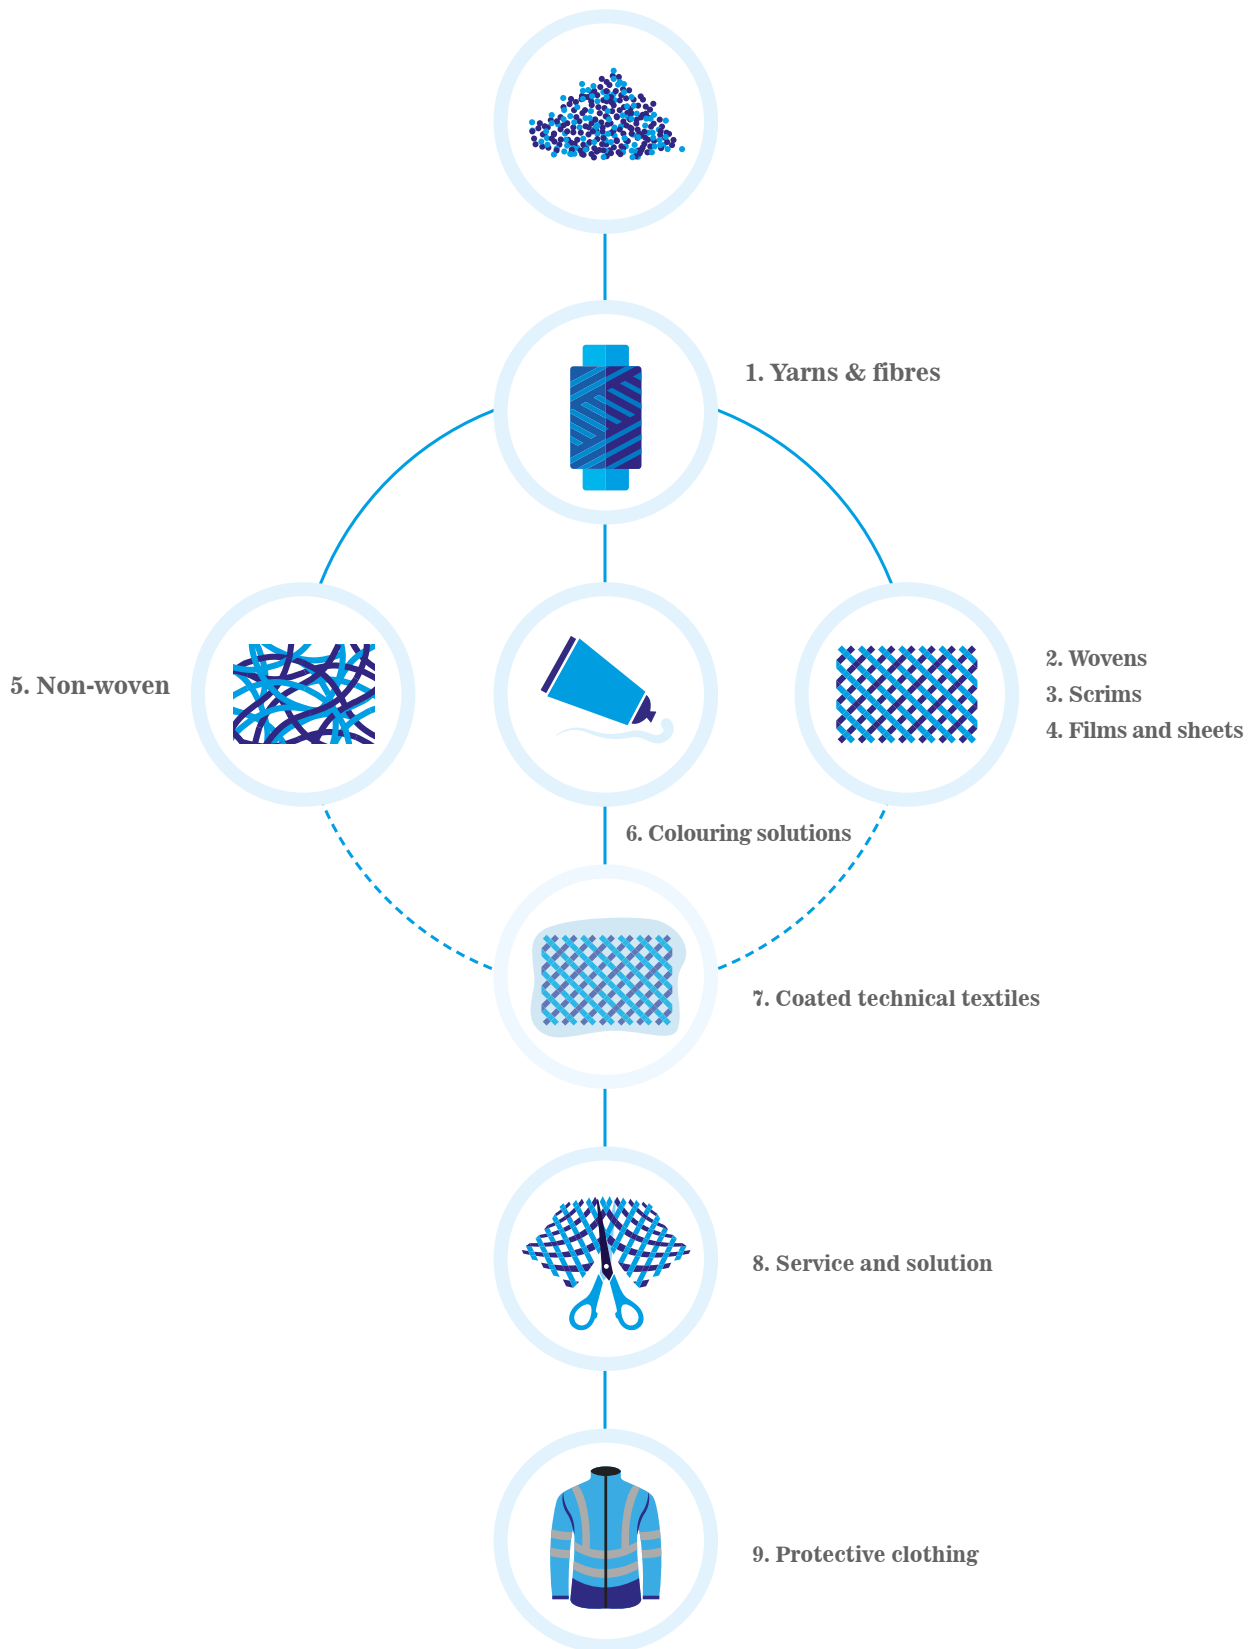 1. Yarns & fibres
2. Wovens
5. Non-woven
3. Scrims
4. Films and sheets
6. Colouring solutions
7. Coated technical textiles
8. Service and solution
9. Protective clothing